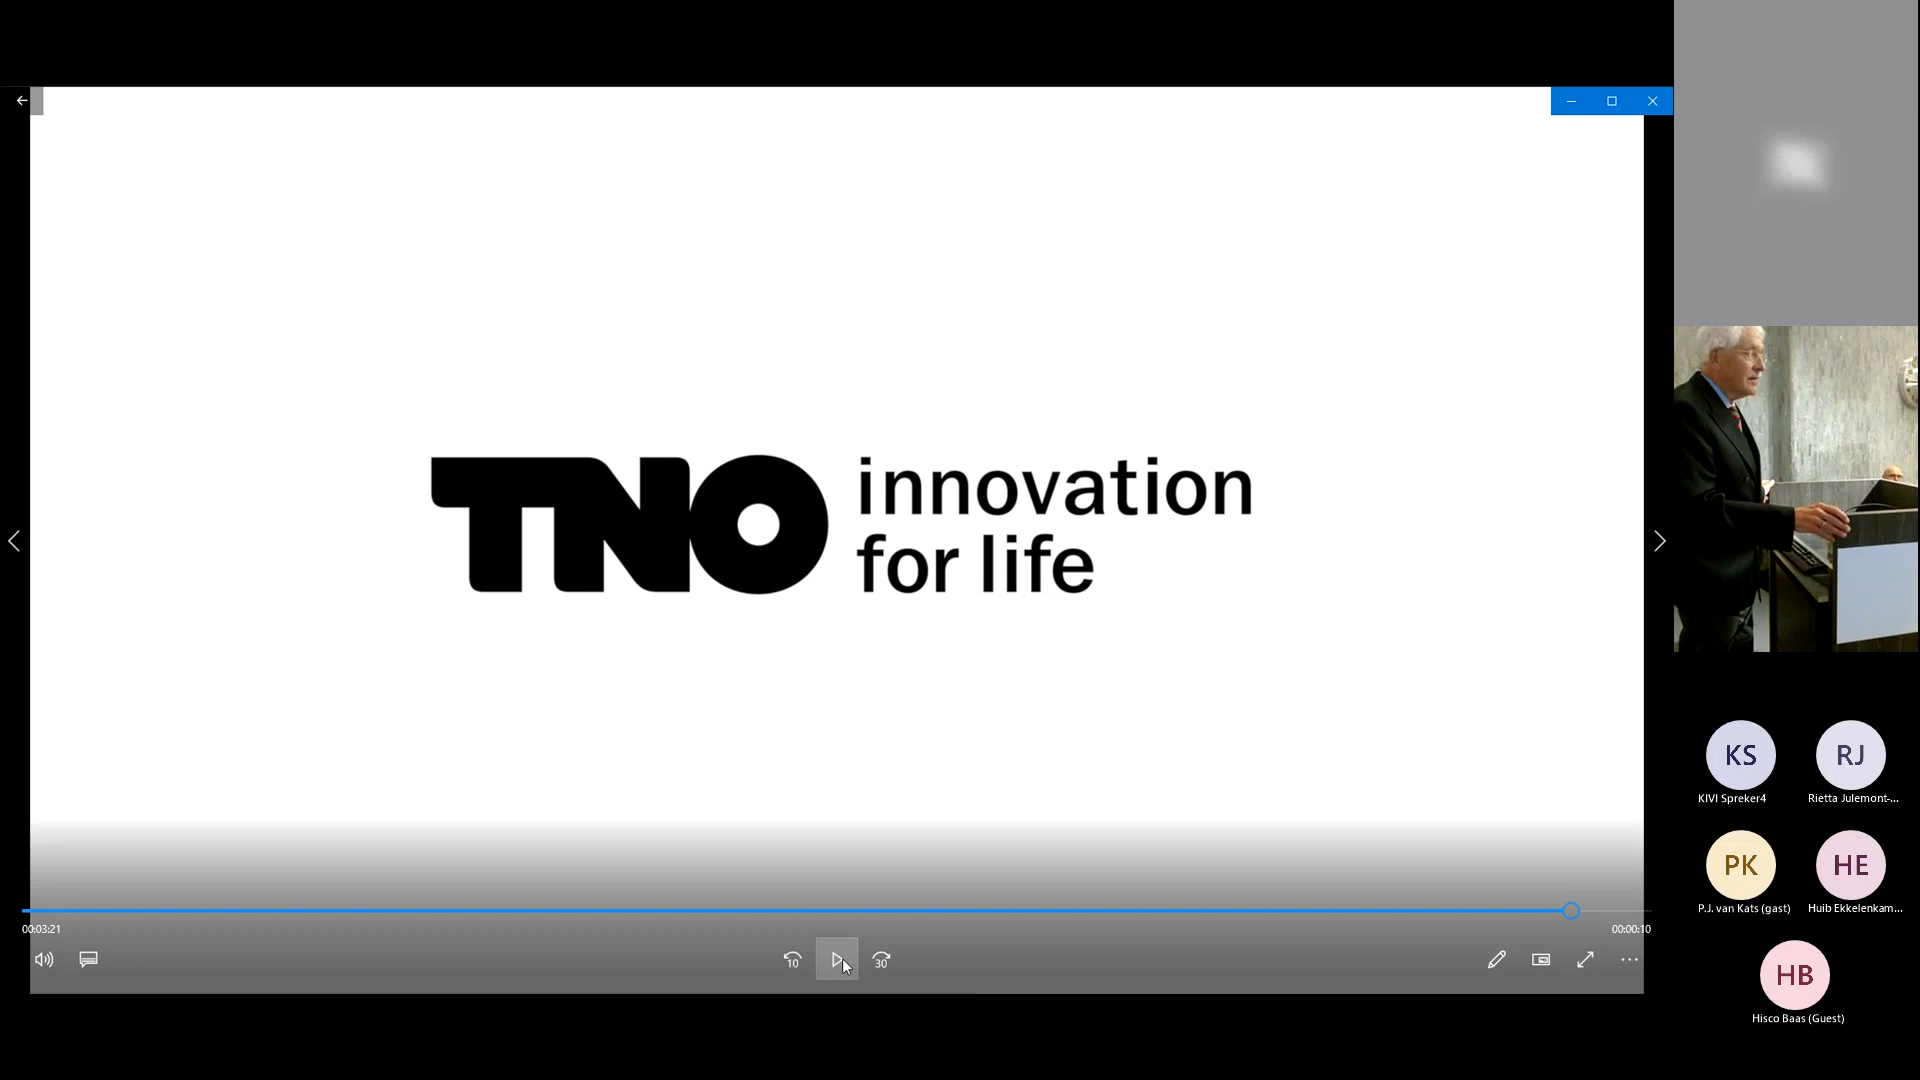 TNO innovation
for life
00:03:21
00:00:10
10
30
KS
RJ
KIVI Spreker4
Rietta Julemont-...
PK
HE
P.J. van Kats (gast)
Huib Ekkelenkam...
HB
Hisco Baas (Guest)